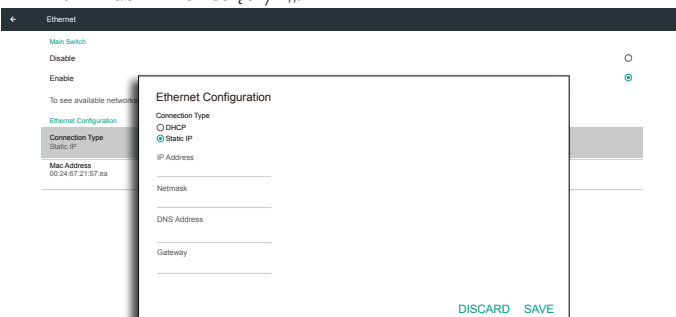 Ethernet
Main Switch
Disable
Enable
To see available networks
Ethernet Configuration
Connection Type
Static IP
Mac Address
00:24:67:21:57:ea
Ethernet Configuration
Connection Type
DHCP
Static IP
IP Address
Netmask
DNS Address
Gateway
DISCARD SAVE